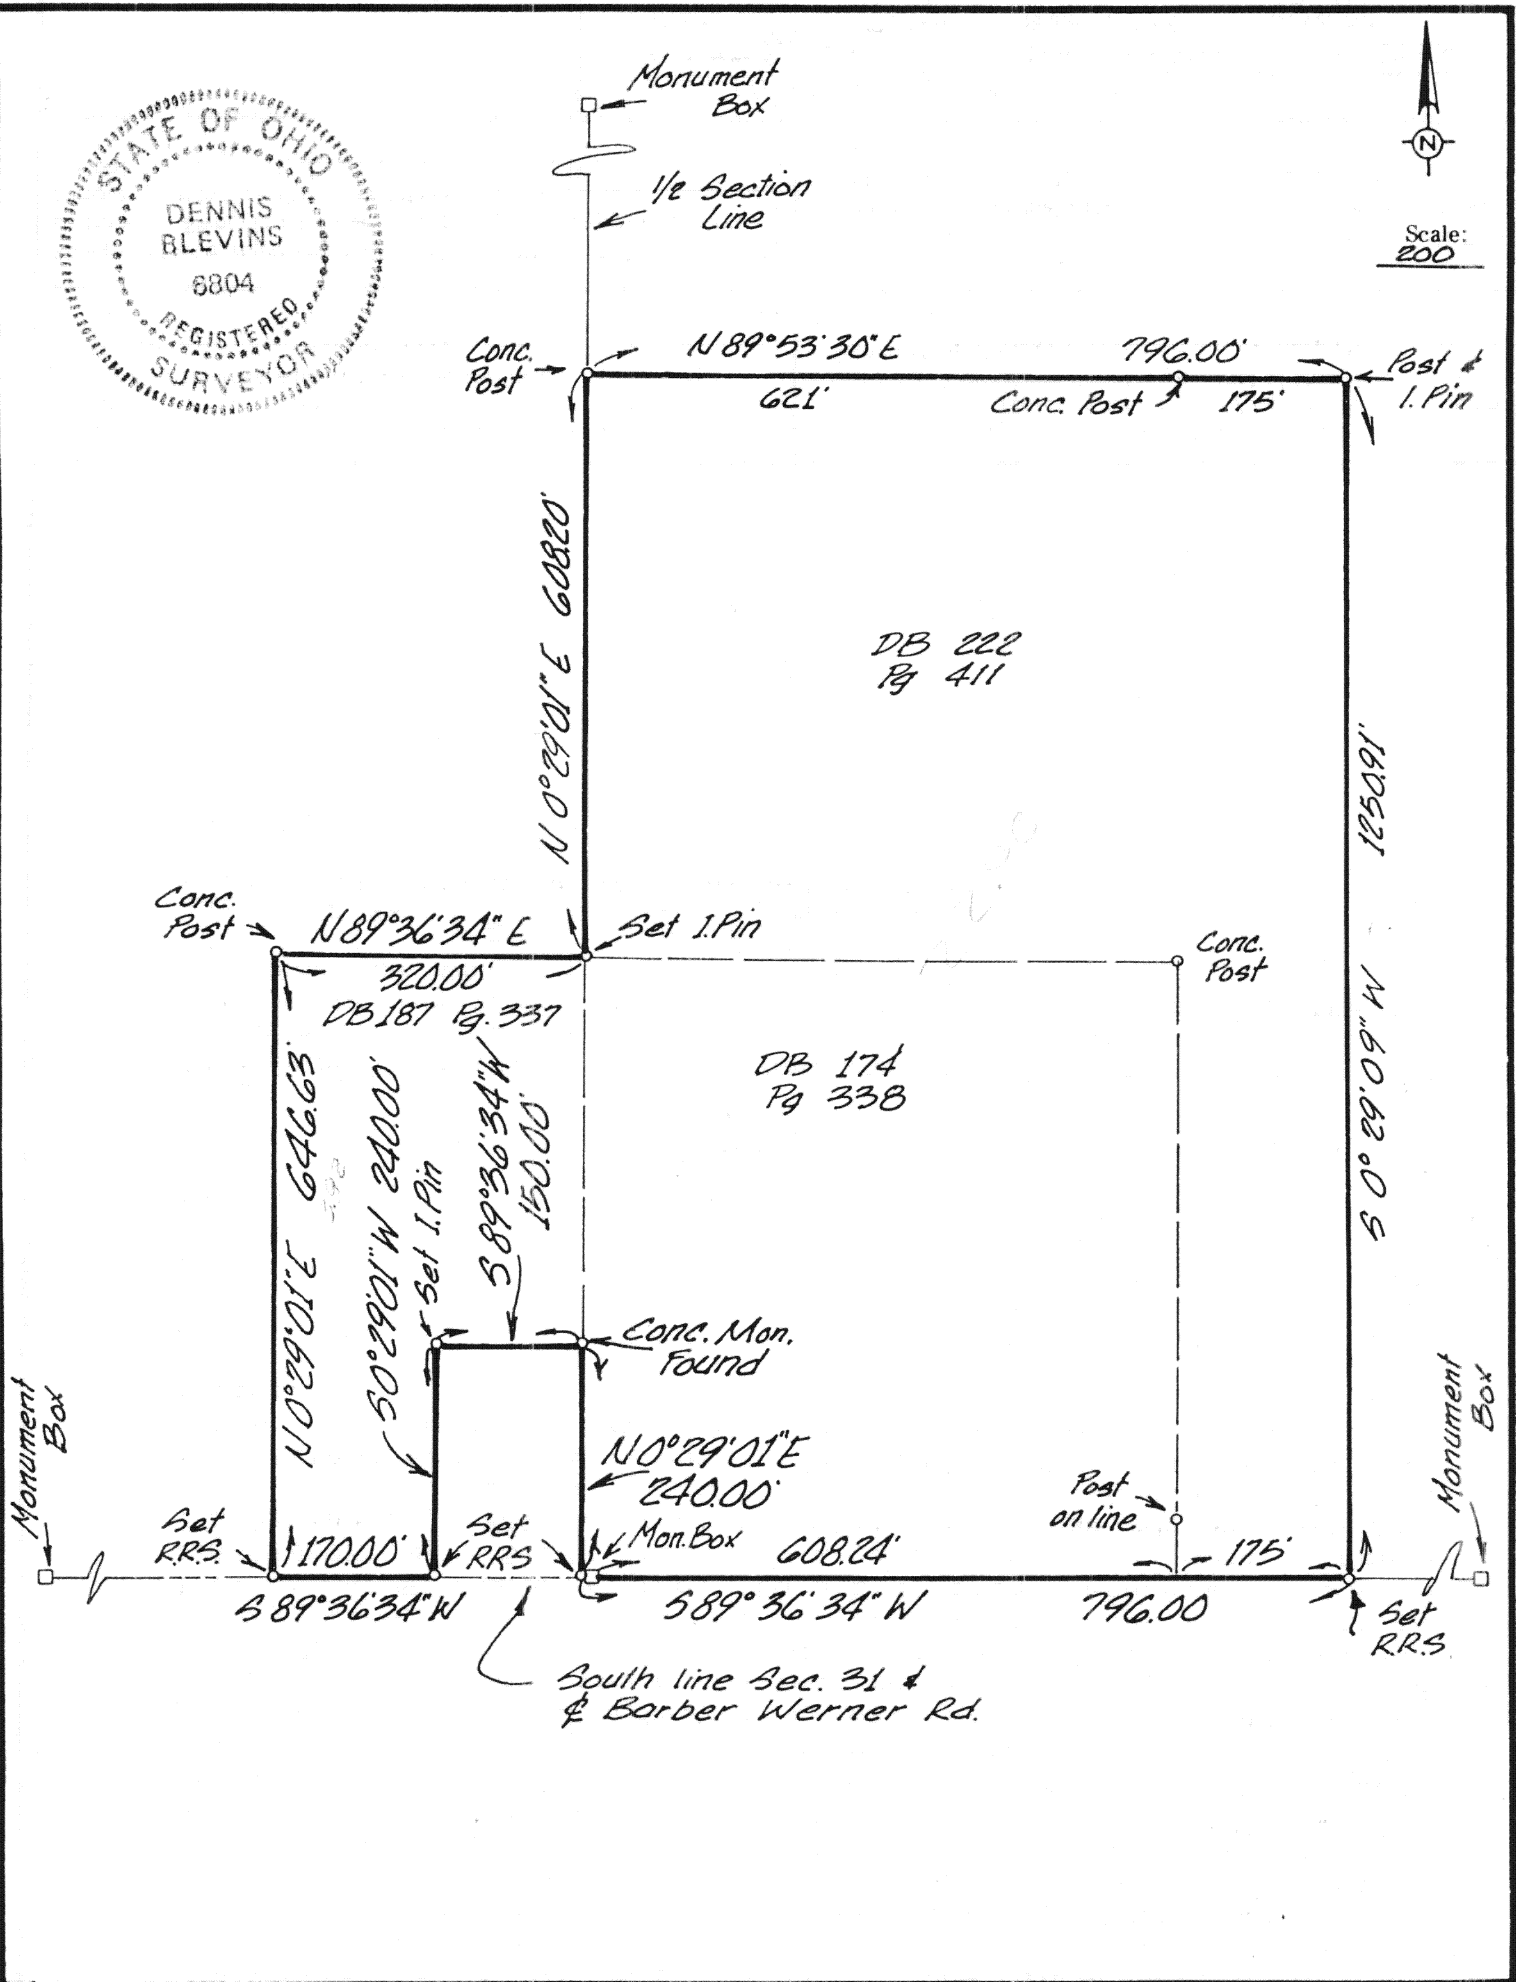 STATE OF OHIO
DENNIS
BLEVINS
6804
REGISTERED
SURVEYOR
Monument
Box
1/2 Section
Line
N
Scale:
200
Conc.
Post
N 89°53'30" E
796.00'
Post &
I. Pin
621'
Conc. Post
175'
N 0°29'01" E 608.20'
DB 222
Pg 411
1250.91'
S 0° 29' 09" W
Conc.
Post
N 89°36'34" E
Set I.Pin
320.00'
Conc.
Post
DB 187 Pg. 337
DB 174
Pg 338
N 0°29'01" E 646.63'
S 0°29'01" W 240.00'
Set I.Pin
S 89°36'34" W
150.00'
Conc. Mon.
Found
Monument
Box
N 0°29'01" E
240.00'
Post
on line
Monument
Box
Set
R.R.S.
170.00'
Set
RRS
Mon. Box
608.24'
175'
S 89°36'34" W
S 89° 36' 34" W
796.00
Set
R.R.S.
South line Sec. 31 &
℄ Barber Werner Rd.